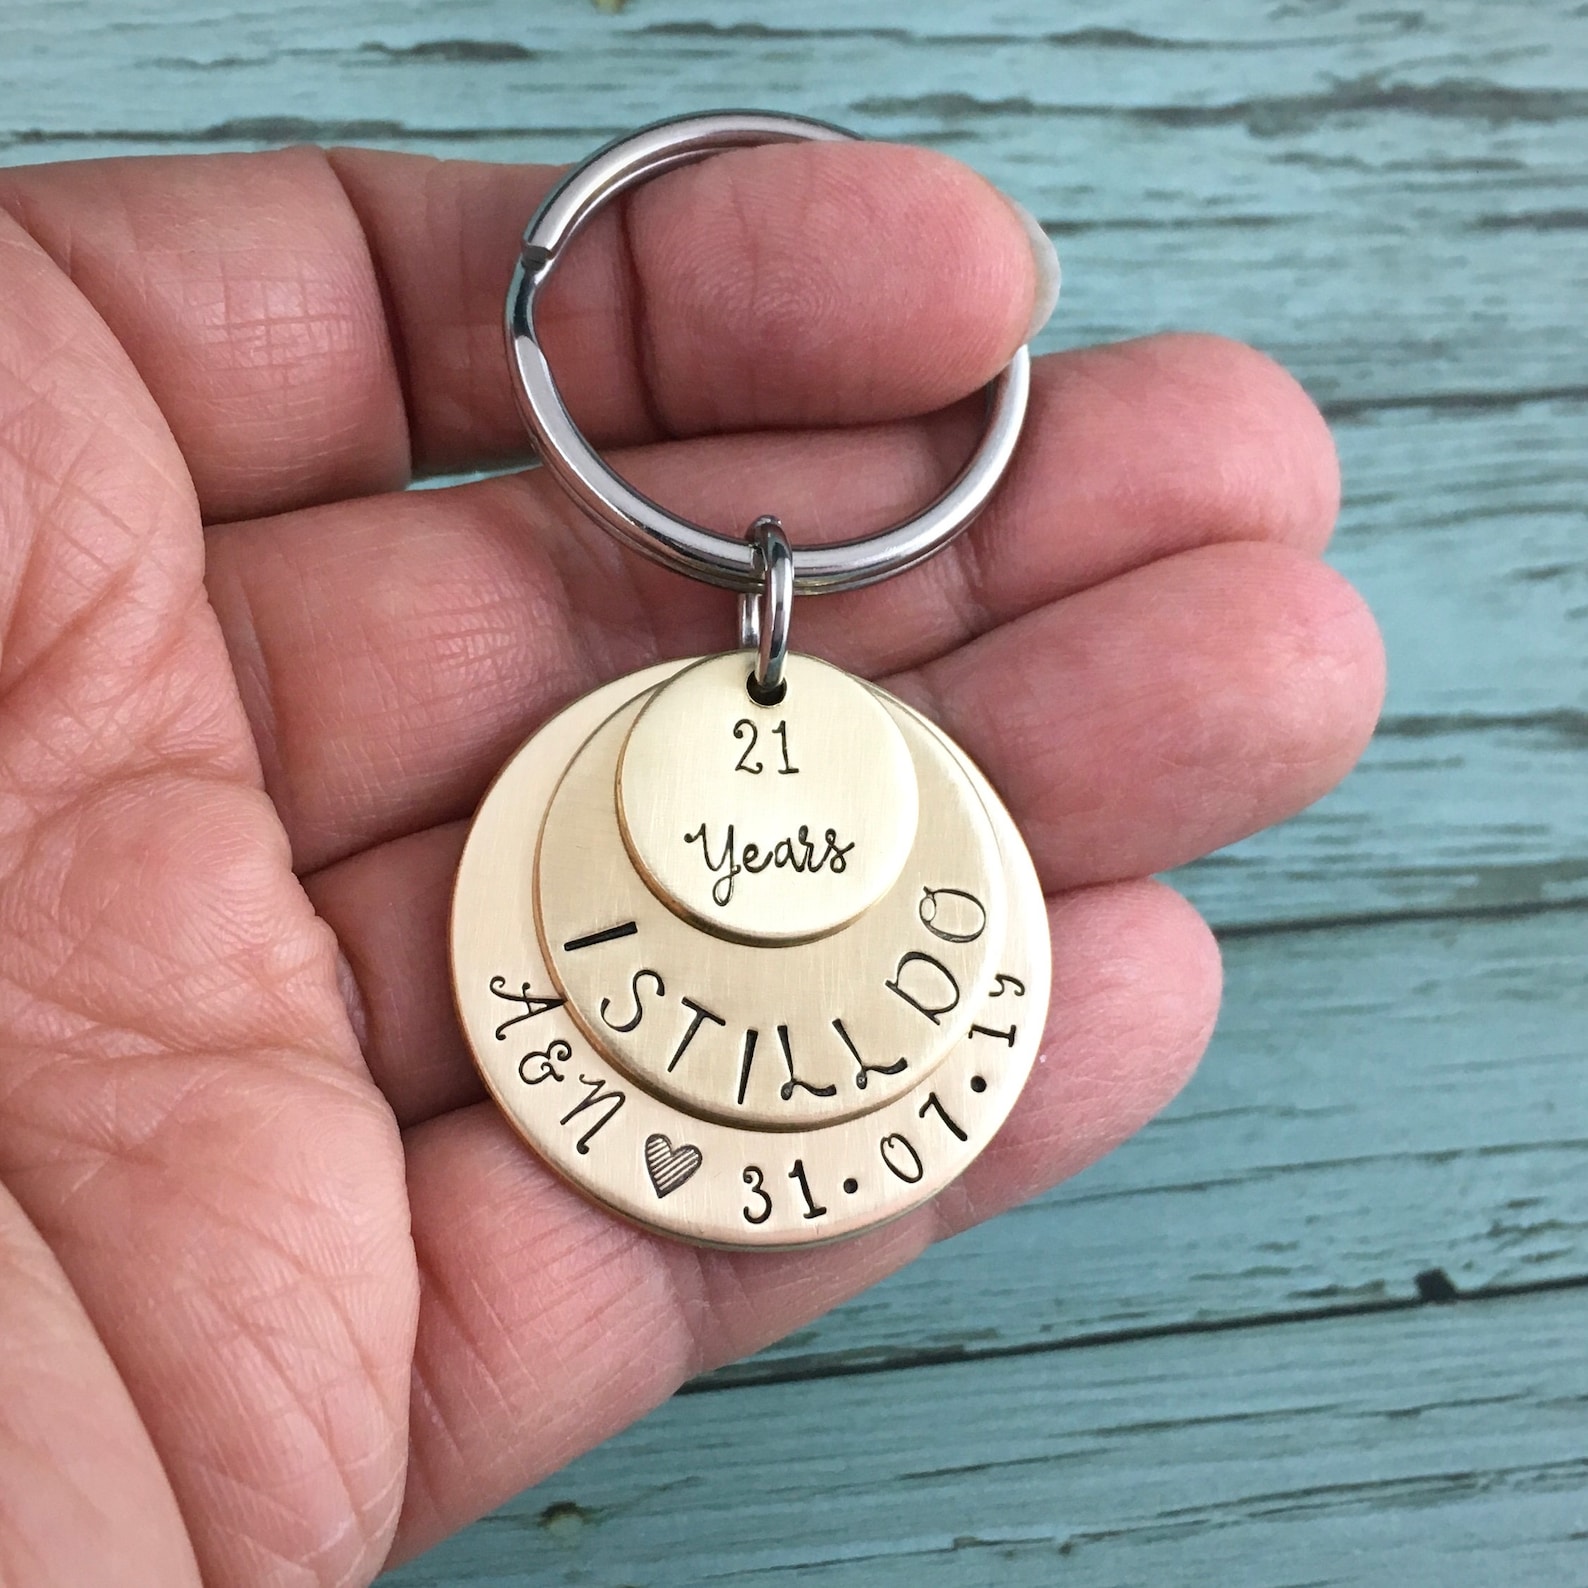 21
Years
I STILL DO
A&N ♥ 31•07•19